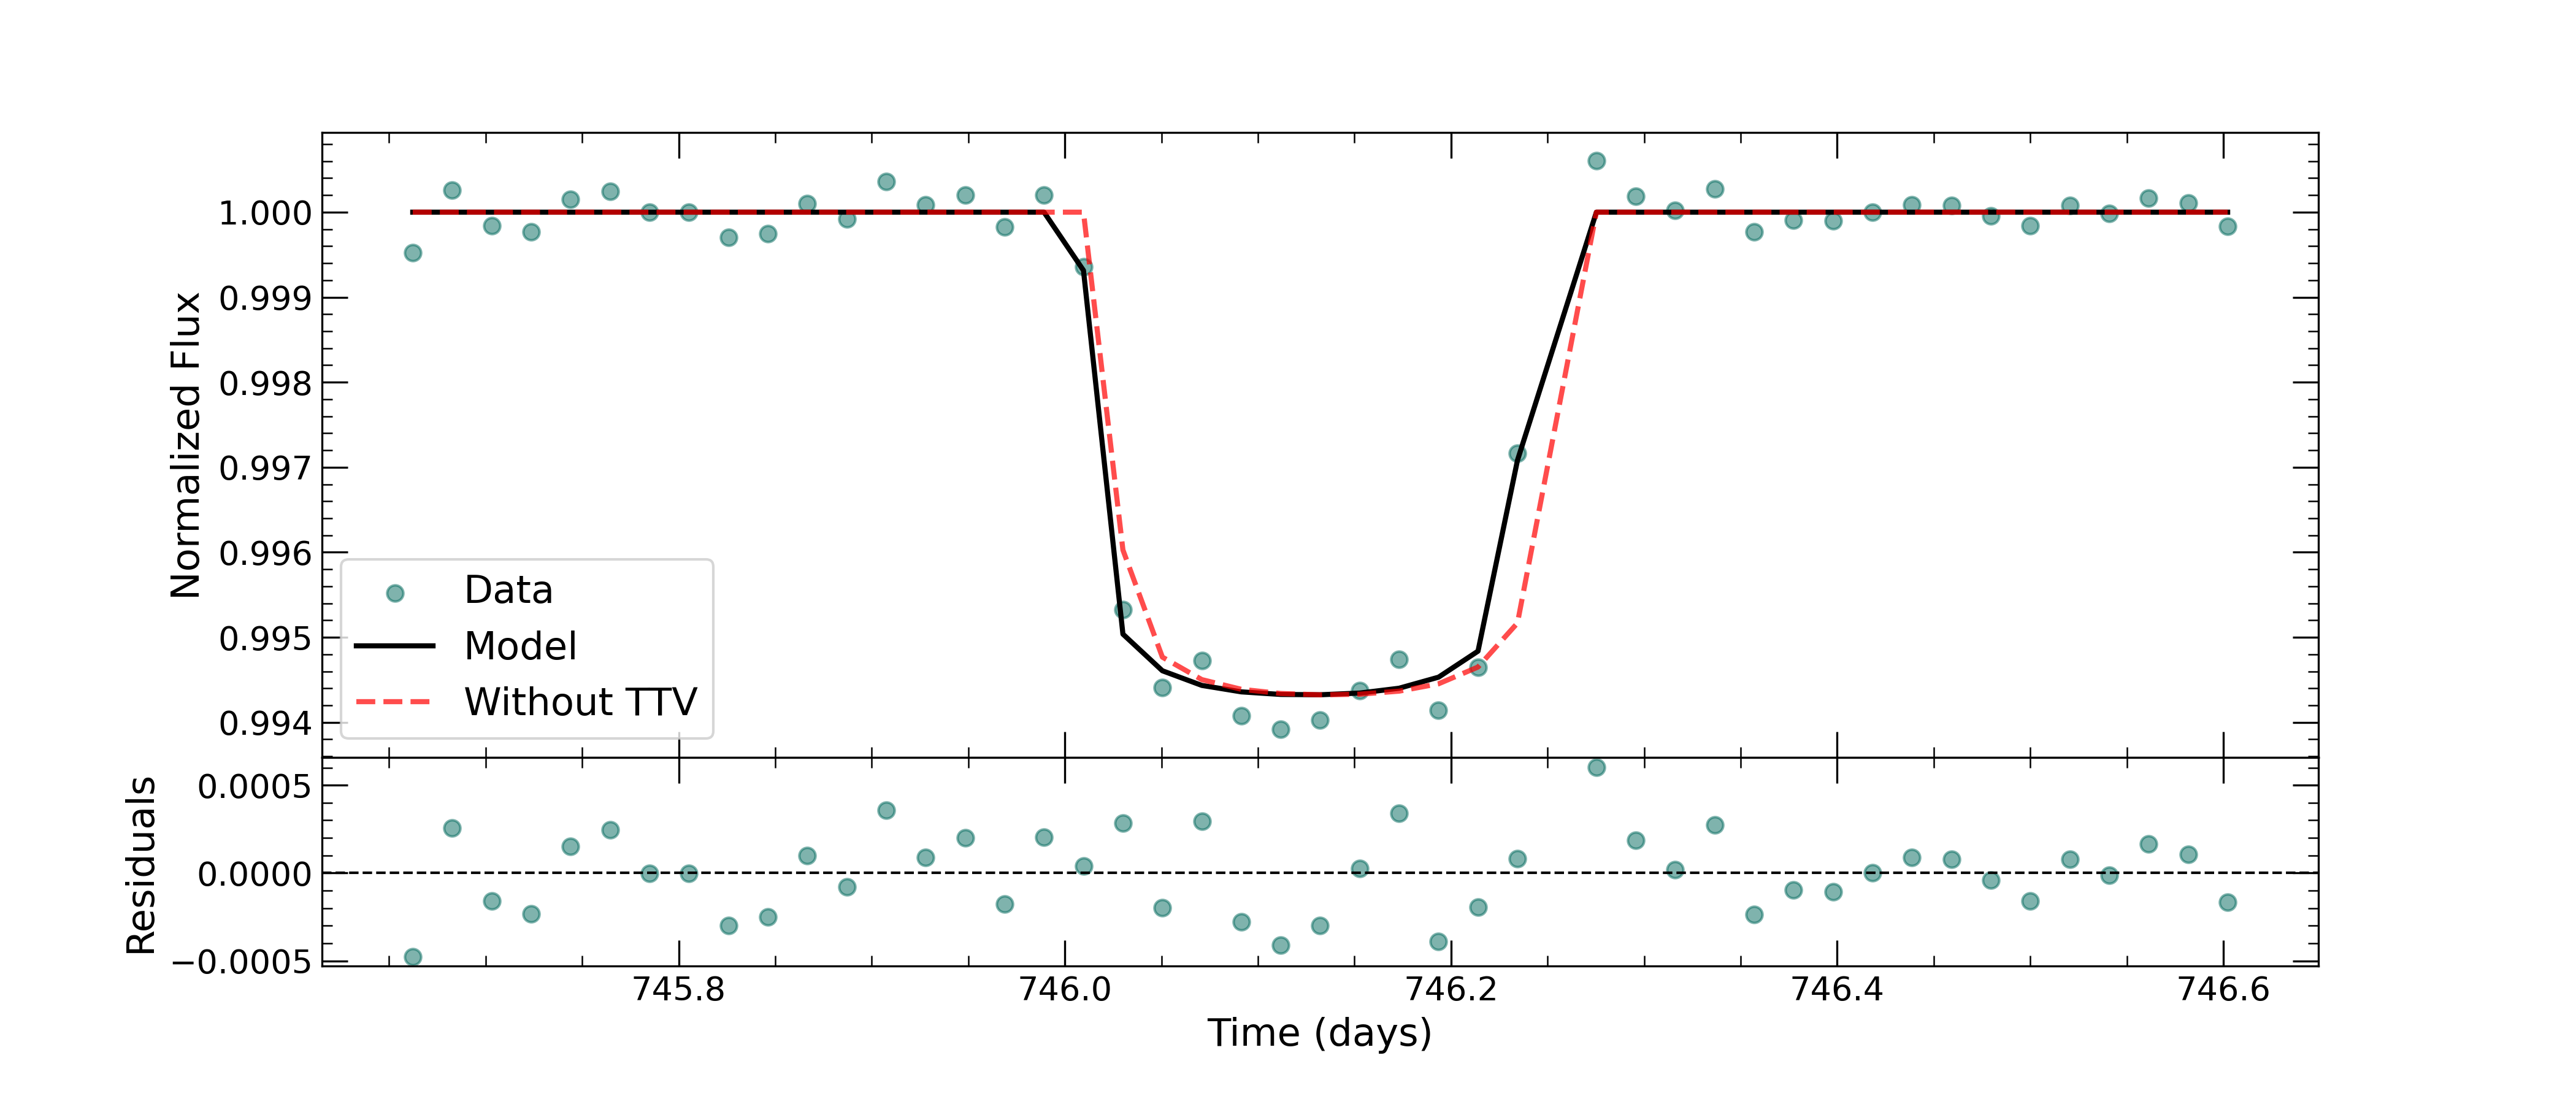 Normalized Flux
1.000
0.999
0.998
0.997
0.996
0.995
0.994
Data
Model
Without TTV
Residuals
0.0005
0.0000
−0.0005
745.8 746.0 746.2 746.4 746.6
Time (days)